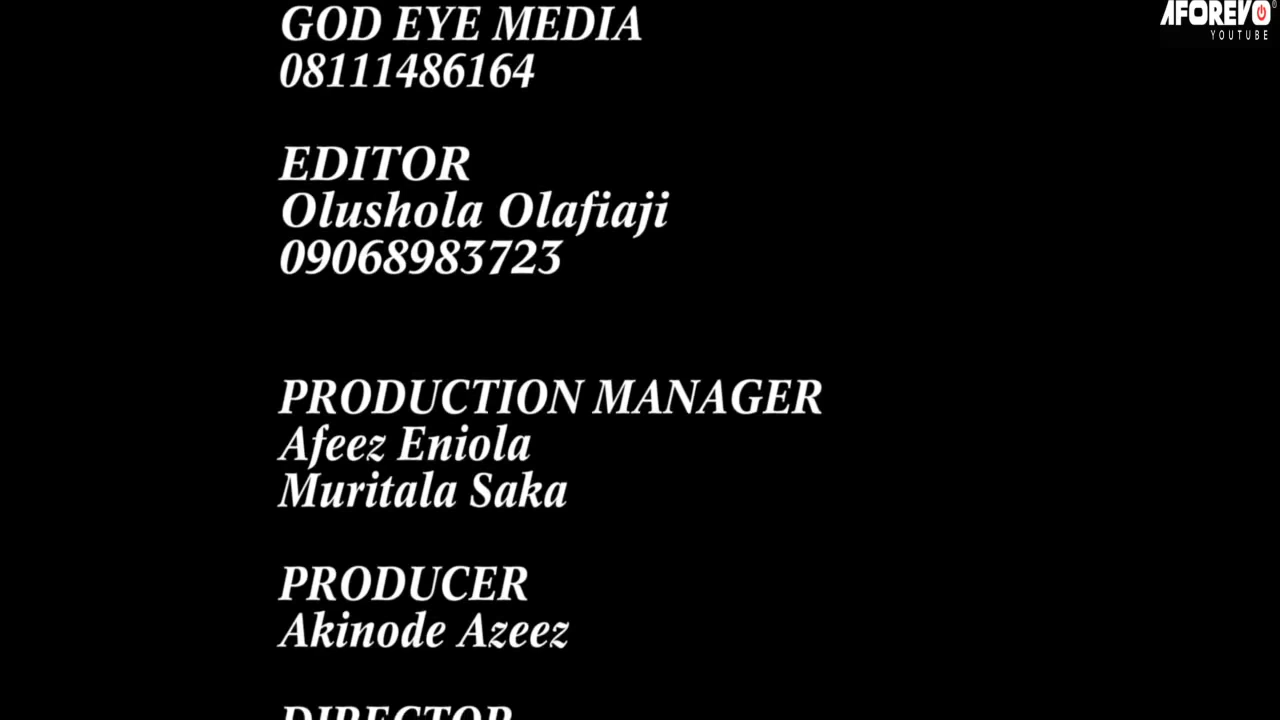 GOD EYE MEDIA
08111486164
EDITOR
Olushola Olafiaji
09068983723
PRODUCTION MANAGER
Afeez Eniola
Muritala Saka
PRODUCER
Akinode Azeez
DIRECTOR
AFOREVO
YOUTUBE